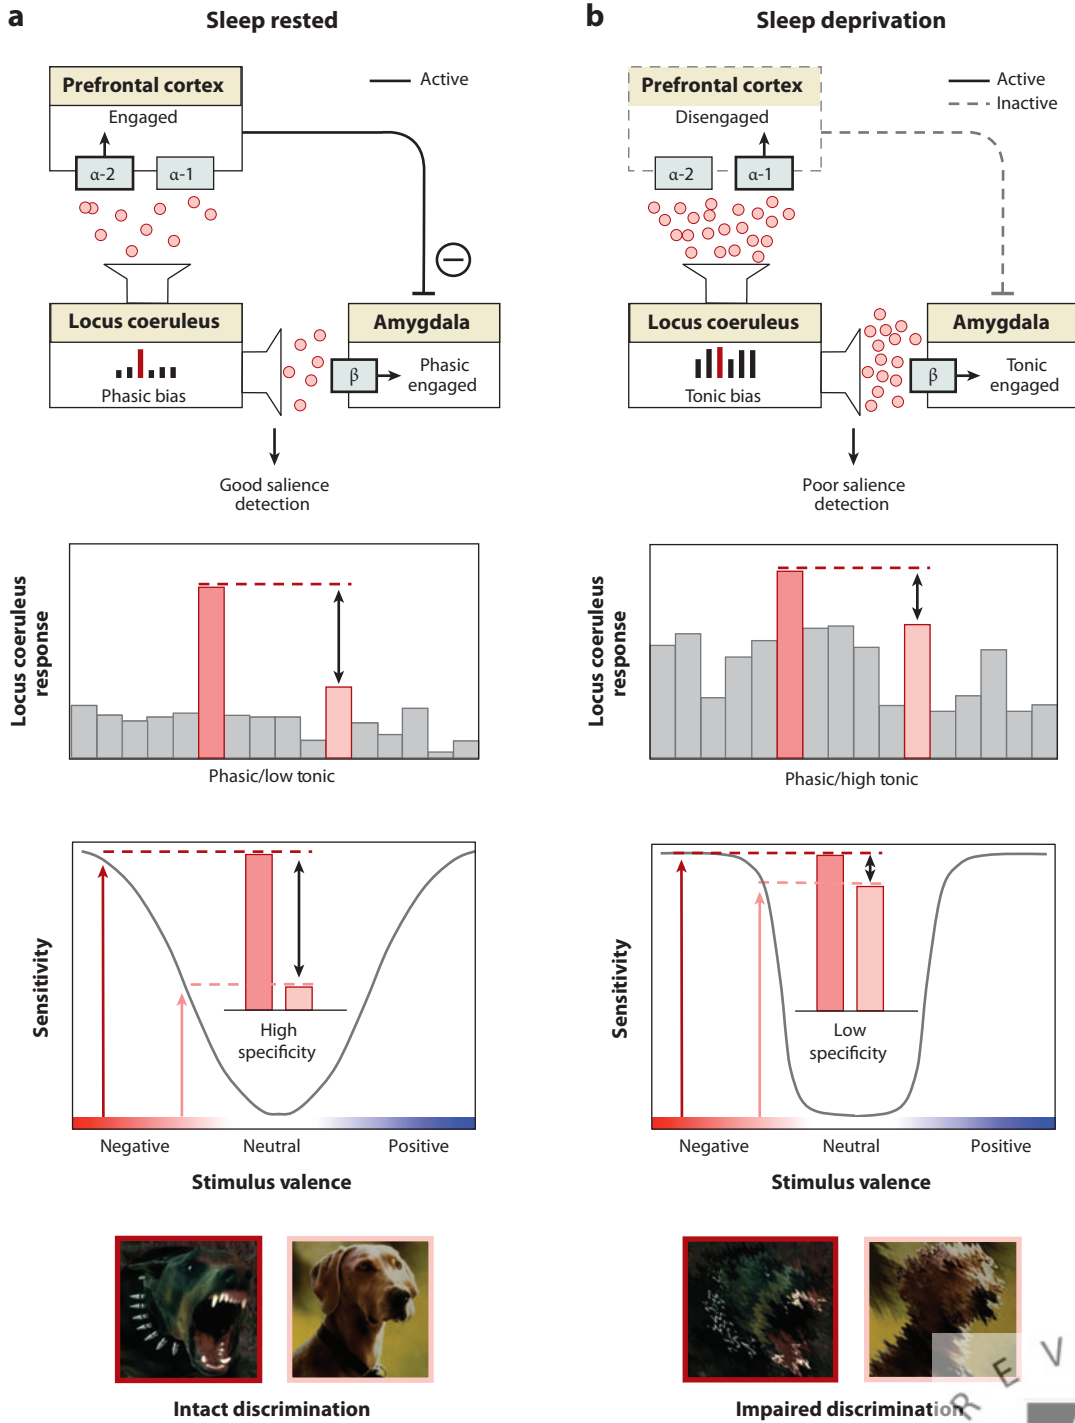 a
Sleep rested
Prefrontal cortex
Engaged
α-2
α-1
Active
Locus coeruleus
Phasic bias
Amygdala
β
Phasic
engaged
Good salience
detection
Locus coeruleus
response
Phasic/low tonic
Sensitivity
High
specificity
Negative
Neutral
Positive
Stimulus valence
Intact discrimination
b
Sleep deprivation
Prefrontal cortex
Disengaged
α-2
α-1
Active
Inactive
Locus coeruleus
Tonic bias
Amygdala
β
Tonic
engaged
Poor salience
detection
Locus coeruleus
response
Phasic/high tonic
Sensitivity
Low
specificity
Negative
Neutral
Positive
Stimulus valence
Impaired discrimination
R E V